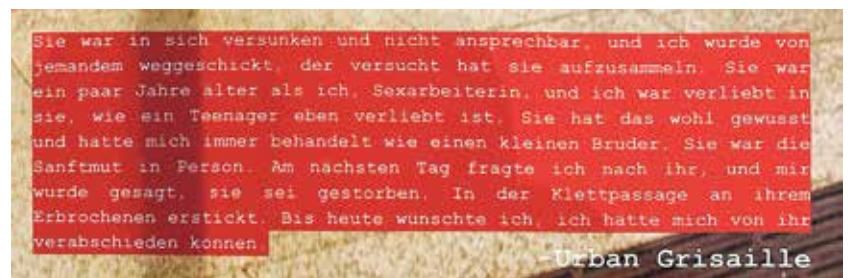 Sie war in sich versunken und nicht ansprechbar, und ich wurde von
jemandem weggeschickt, der versucht hat sie aufzusammeln. Sie war
ein paar Jahre älter als ich, Sexarbeiterin, und ich war verliebt in
sie, wie ein Teenager eben verliebt ist. Sie hat das wohl gewusst
und hatte mich immer behandelt wie einen kleinen Bruder. Sie war die
Sanftmut in Person. Am nächsten Tag fragte ich nach ihr, und mir
wurde gesagt, sie sei gestorben. In der Klettpassage an ihrem
Erbrochenen erstickt. Bis heute wünschte ich, ich hätte mich von ihr
verabschieden können.
-Urban Grisaille